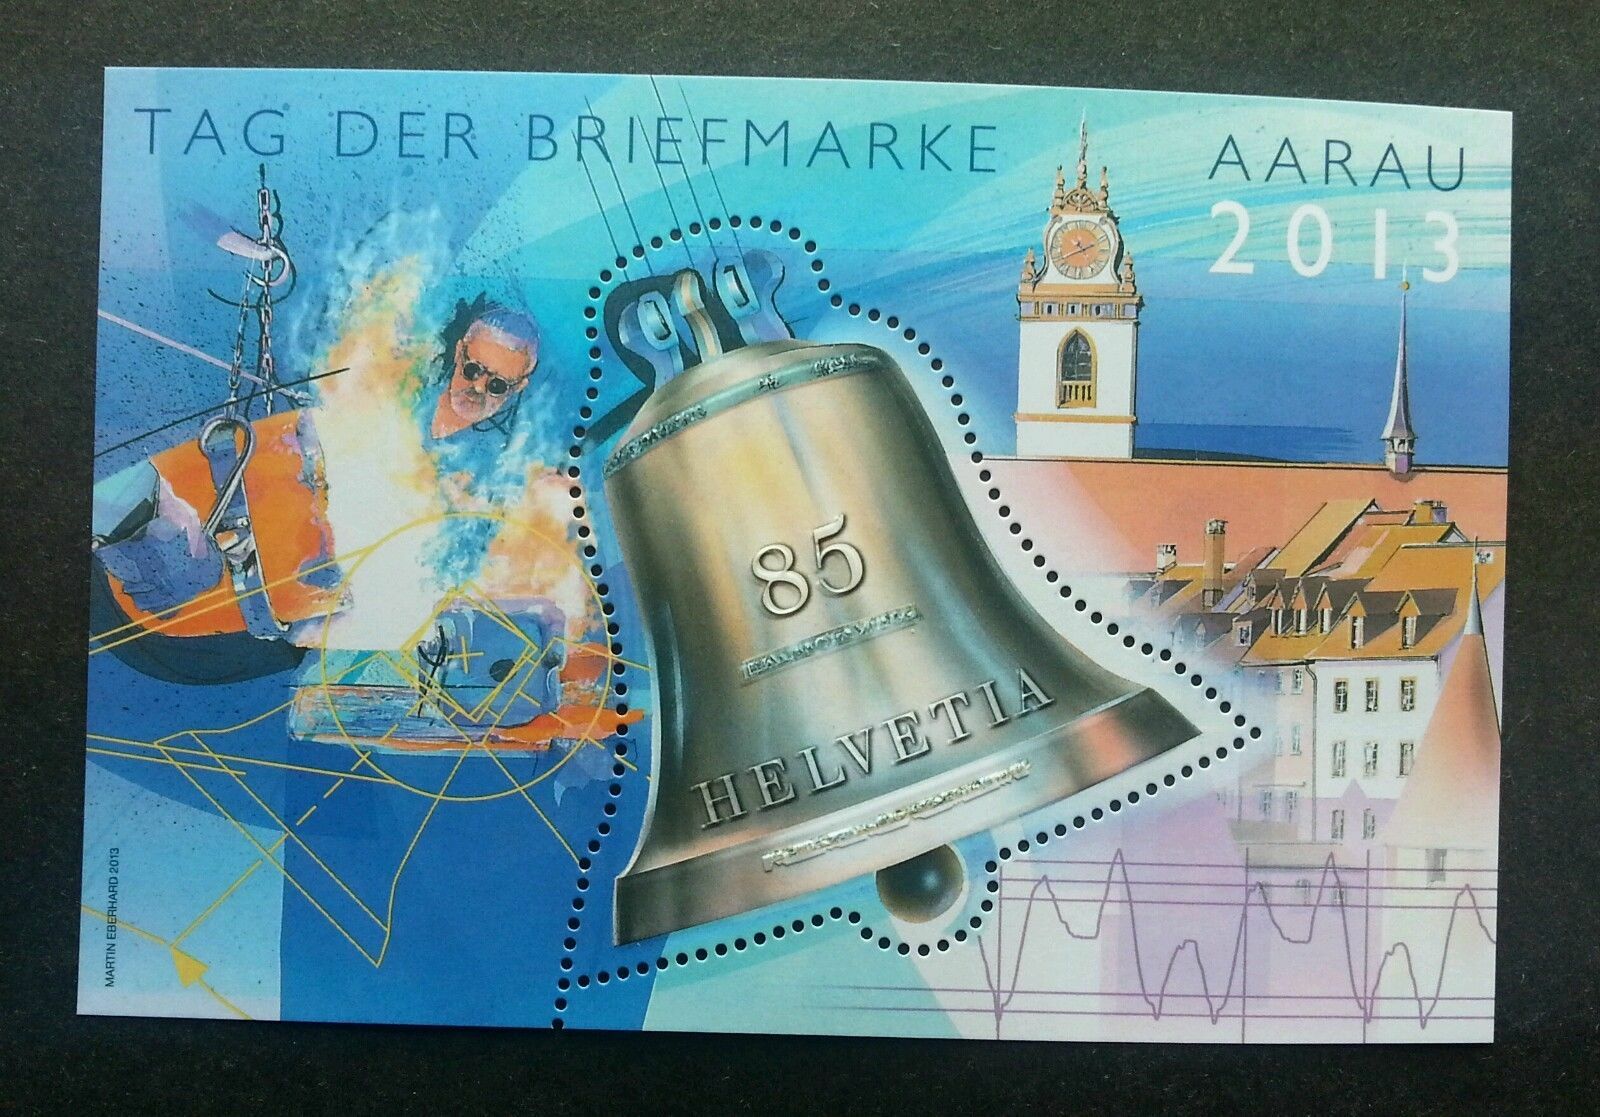 TAG DER BRIEFMARKE
AARAU
2013
85
HELVETIA
MARTIN EBERHARD 2013